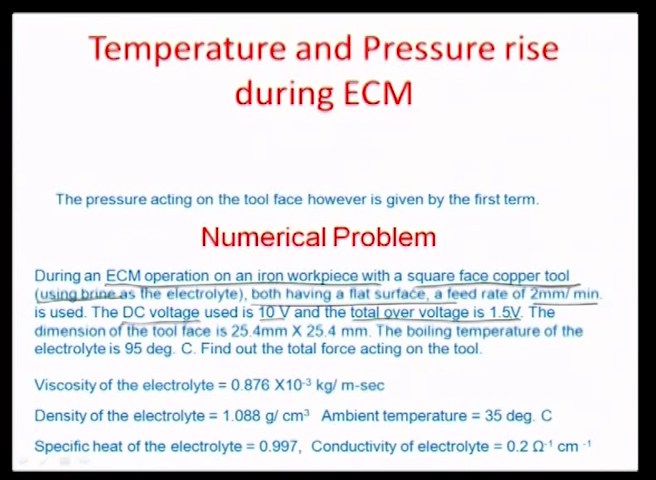 Temperature and Pressure rise
during ECM
The pressure acting on the tool face however is given by the first term.
Numerical Problem
During an ECM operation on an iron workpiece with a square face copper tool
(using brine as the electrolyte), both having a flat surface, a feed rate of 2mm/ min.
is used. The DC voltage used is 10 V and the total over voltage is 1.5V. The
dimension of the tool face is 25.4mm X 25.4 mm. The boiling temperature of the
electrolyte is 95 deg. C. Find out the total force acting on the tool.
Viscosity of the electrolyte = 0.876 X10⁻³ kg/ m-sec
Density of the electrolyte = 1.088 g/ cm³ Ambient temperature = 35 deg. C
Specific heat of the electrolyte = 0.997, Conductivity of electrolyte = 0.2 Ω⁻¹ cm ⁻¹